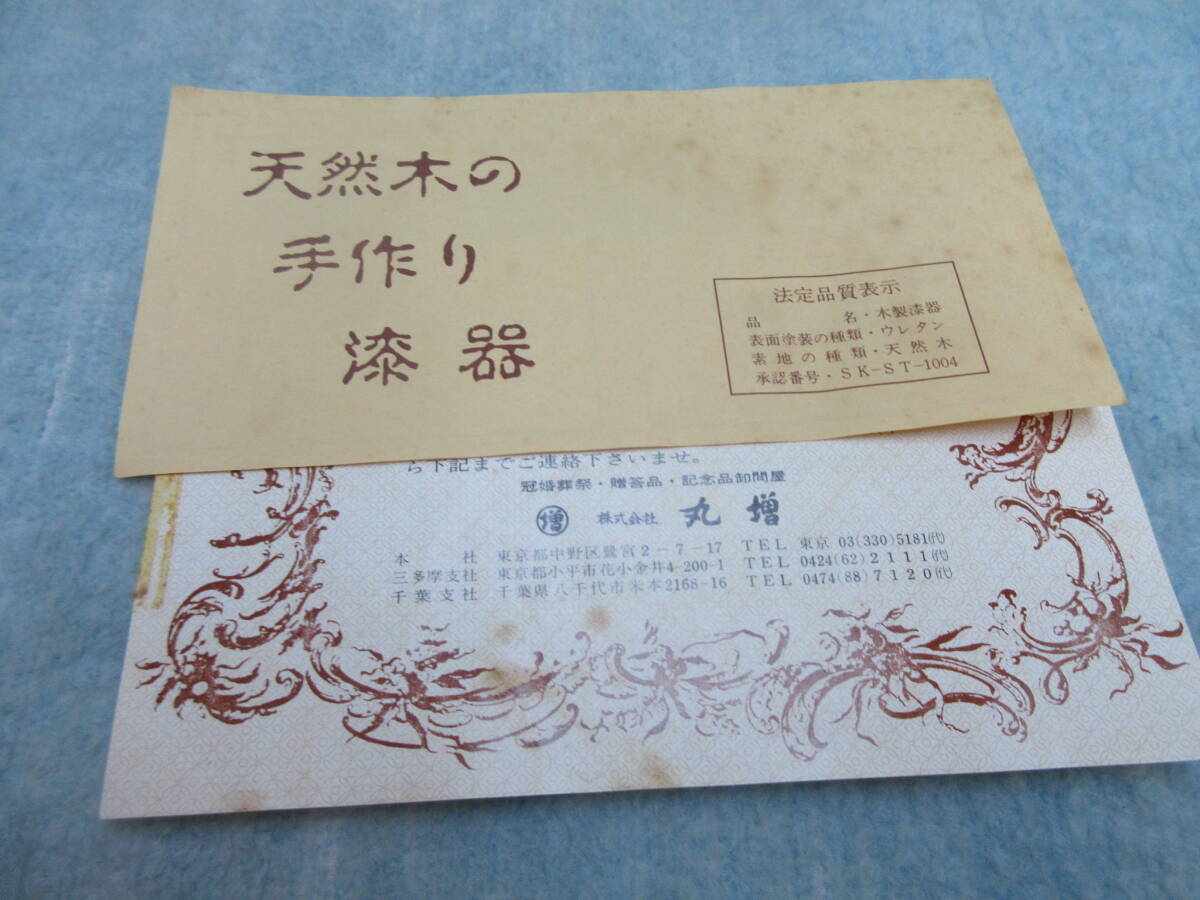 天然木の
手作り
漆器
法定品質表示
品名・木製漆器
表面塗装の種類・ウレタン
素地の種類・天然木
承認番号・SK-ST-1004
ら下記までご連絡下さいませ。
冠婚葬祭・贈答品・記念品卸問屋
増 株式会社 丸増
本社 東京都中野区鷺宮2-7-17 TEL 東京 03(330)5181(代)
三多摩支社 東京都小平市花小金井4-200-1 TEL 0424(62)2111(代)
千葉支社 千葉県八千代市米本2168-16 TEL 0474(88)7120(代)